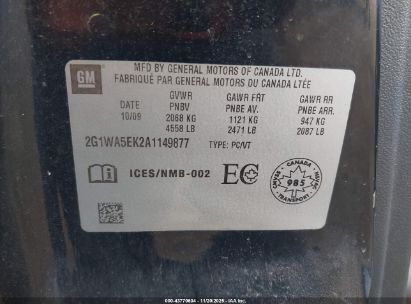 GM
MFD BY GENERAL MOTORS OF CANADA LTD.
FABRIQUÉ PAR GENERAL MOTORS DU CANADA LTÉE
GVWR GAWR FRT GAWR RR
PNBV PNBE AV. PNBE ARR.
10/09 2068 KG 1121 KG 947 KG
4558 LB 2471 LB 2087 LB
2G1WA5EK2A1149877 TYPE: PC/VT
ICES/NMB-002 EC
CANADA
985
TRANSPORT